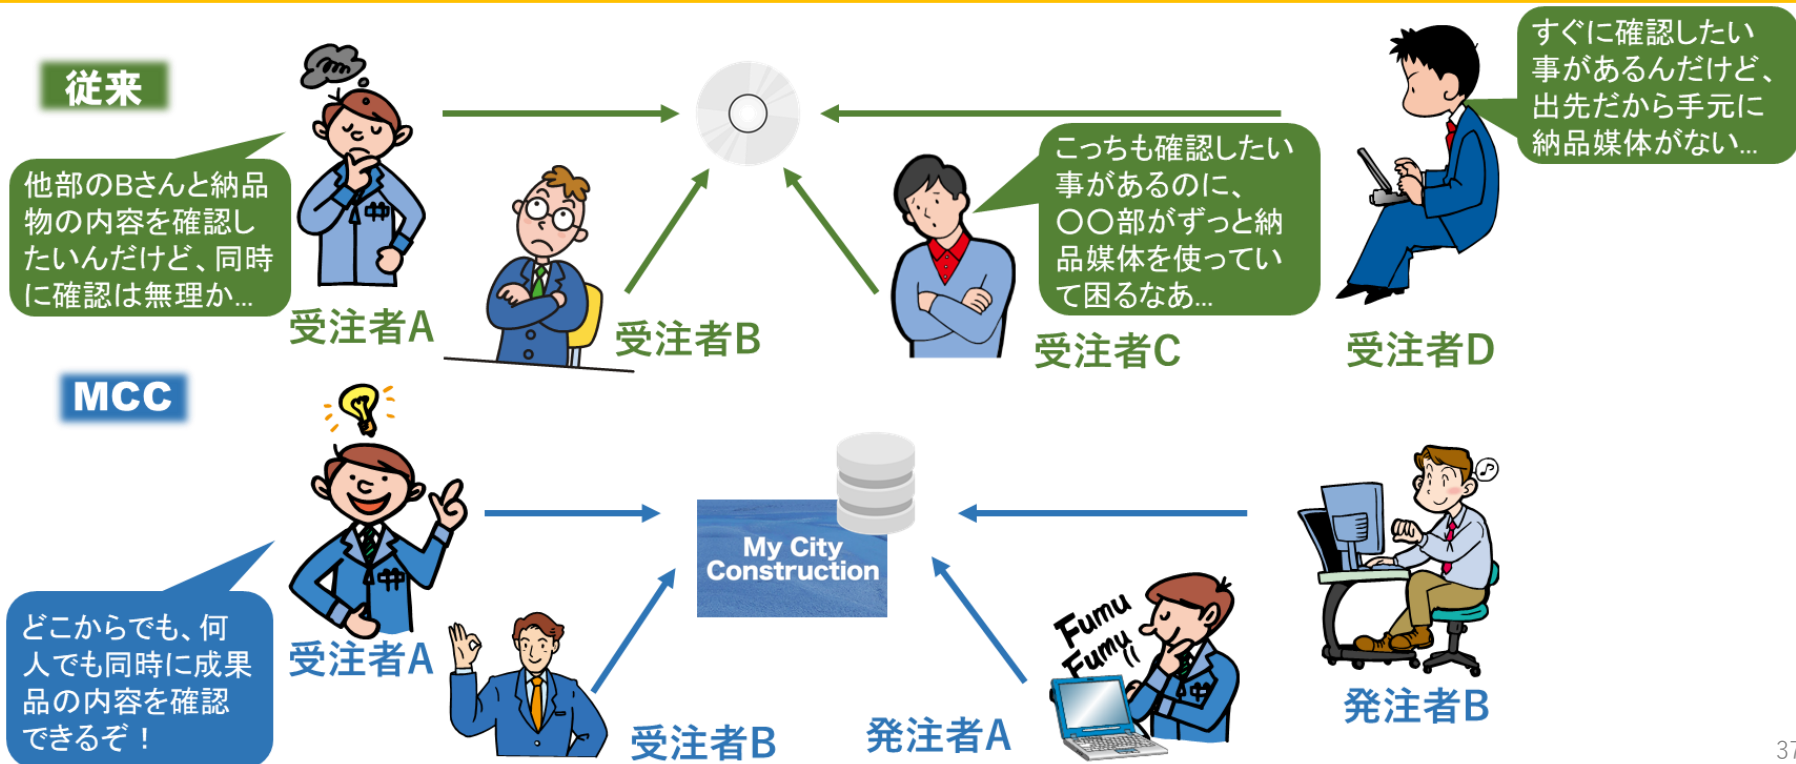 従来
他部のBさんと納品
物の内容を確認し
たいんだけど、同時
に確認は無理か…
受注者A
受注者B
こっちも確認したい
事があるのに、
〇〇部がずっと納
品媒体を使ってい
て困るなあ…
受注者C
すぐに確認したい
事があるんだけど、
出先だから手元に
納品媒体がない…
受注者D
MCC
どこからでも、何
人でも同時に成果
品の内容を確認
できるぞ！
受注者A
受注者B
My City
Construction
Fumu
Fumu
発注者A
発注者B
37